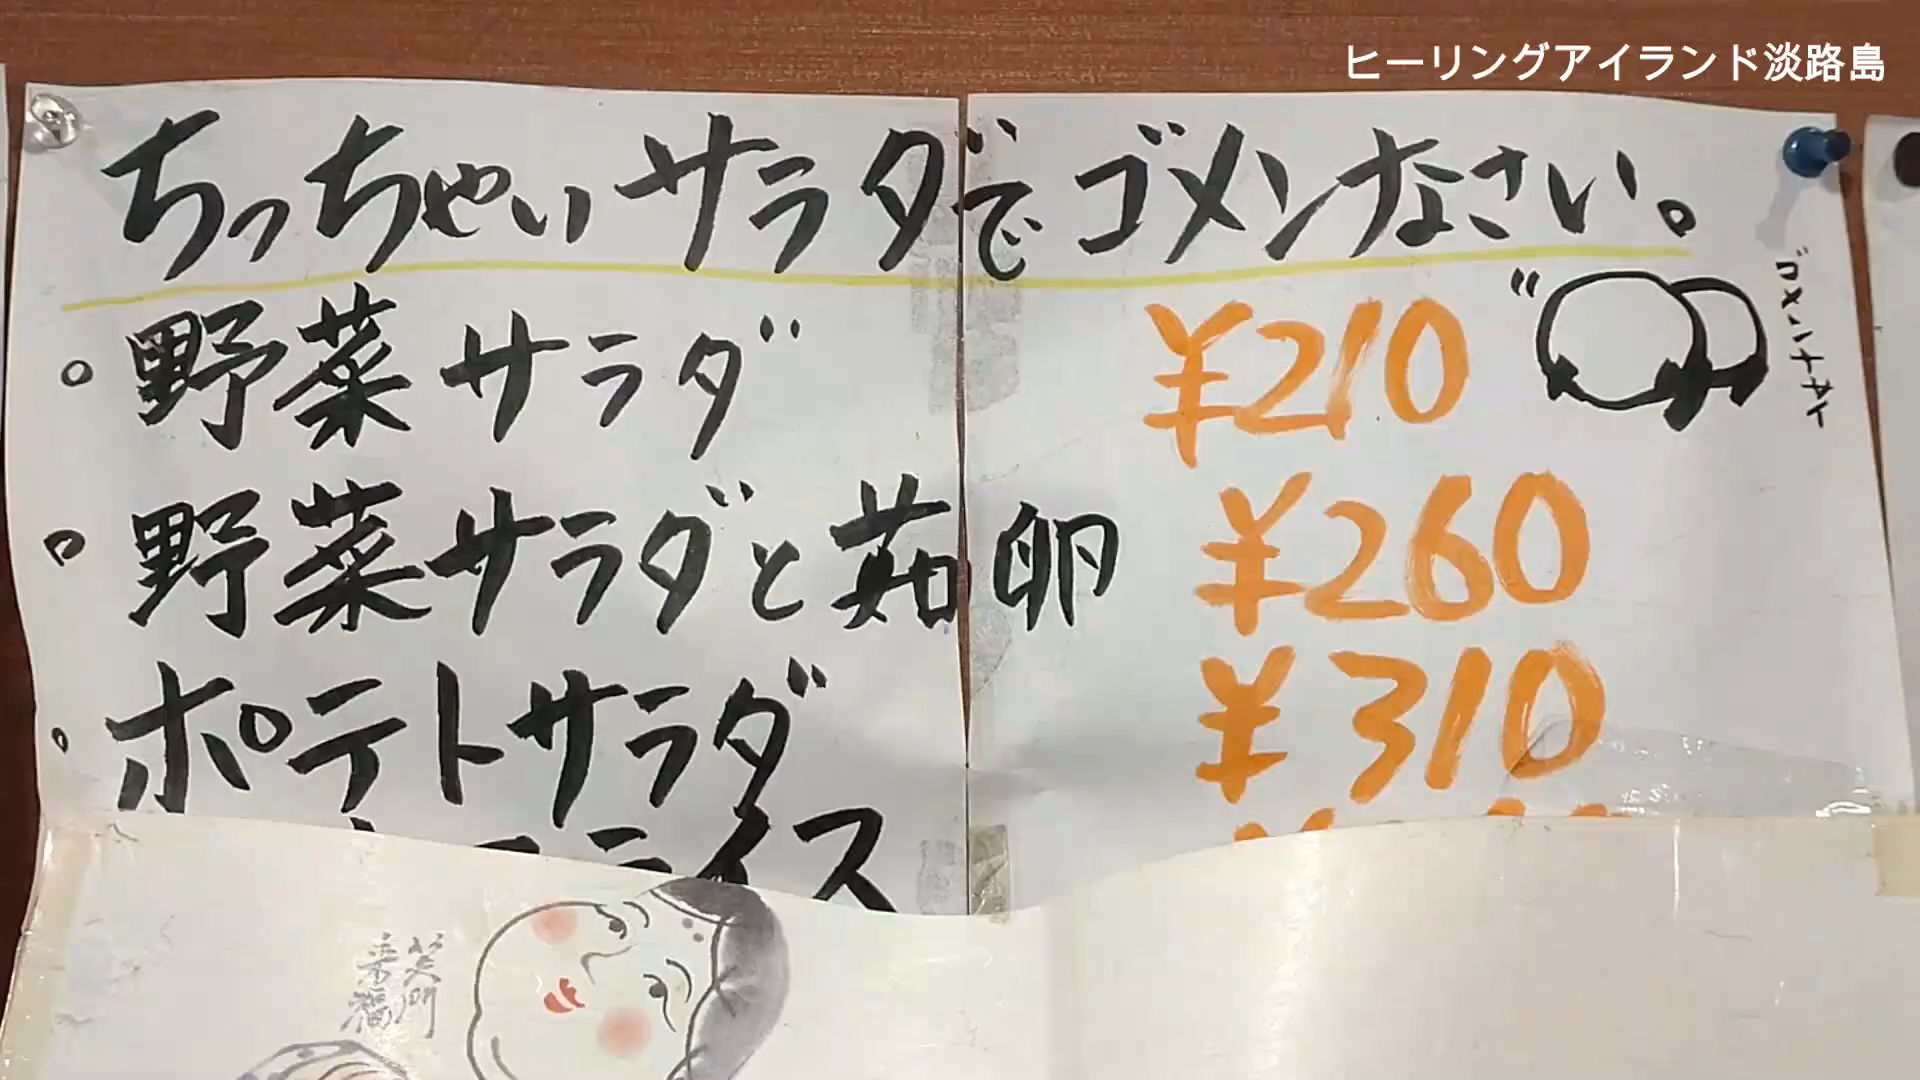 ヒーリングアイランド淡路島
ちっちゃいサラダでゴメンなさい。
。野菜サラダ ¥210
ゴメンナサイ
。野菜サラダと茹卵 ¥260
。ポテトサラダ ¥310
ライス
笑門
来福